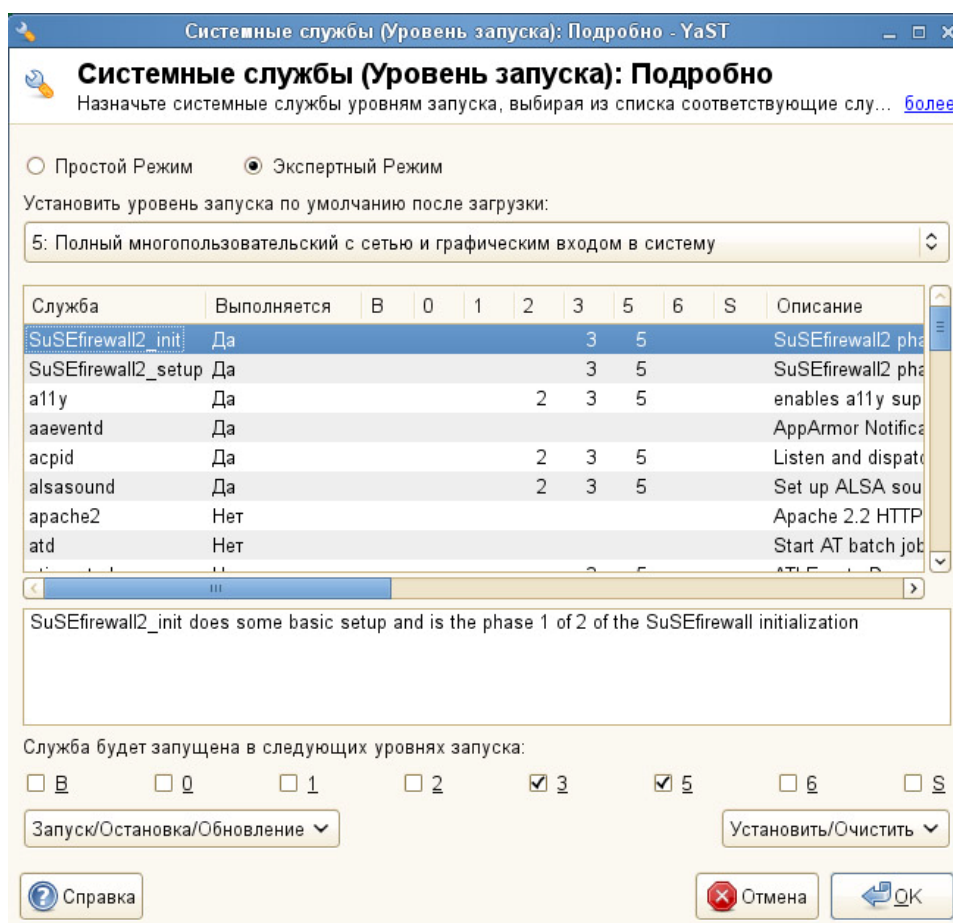 Системные службы (Уровень запуска): Подробно - YaST
Системные службы (Уровень запуска): Подробно
Назначьте системные службы уровням запуска, выбирая из списка соответствующие слу... более
Простой Режим Экспертный Режим
Установить уровень запуска по умолчанию после загрузки:
5: Полный многопользовательский с сетью и графическим входом в систему
Служба Выполняется B 0 1 2 3 5 6 S Описание
SuSEfirewall2_init Да 3 5 SuSEfirewall2 pha
SuSEfirewall2_setup Да 3 5 SuSEfirewall2 pha
a11y Да 2 3 5 enables a11y sup
aaeventd Да AppArmor Notifica
acpid Да 2 3 5 Listen and dispatc
alsasound Да 2 3 5 Set up ALSA sou
apache2 Нет Apache 2.2 HTTP
atd Нет Start AT batch job
SuSEfirewall2_init does some basic setup and is the phase 1 of 2 of the SuSEfirewall initialization
Служба будет запущена в следующих уровнях запуска:
B 0 1 2 3 5 6 S
Запуск/Остановка/Обновление Установить/Очистить
Справка Отмена OK